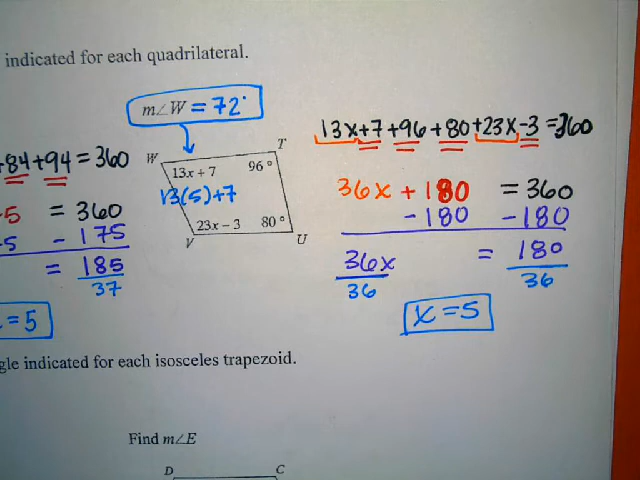 indicated for each quadrilateral.
m∠W = 72°
13x+7+96+80+23x-3=360
+84+94=360
W
T
13x + 7
96°
13(5)+7
23x – 3
80°
V
U
-5 = 360
-5 - 175
= 185
37
= 5
36x + 180 = 360
- 180 - 180
36x = 180
36 36
x = 5
gle indicated for each isosceles trapezoid.
Find m∠E
D
C